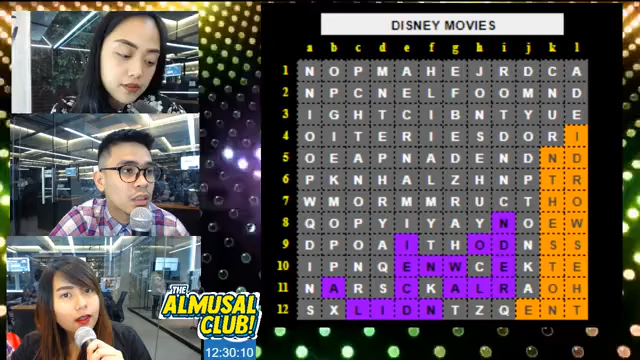 DISNEY MOVIES
a b c d e f g h i j k l
1 N O P M A H E J R D C A
2 N P C N E L F O O M N D
3 I G H T C I B N T Y U E
4 O I T E R I E S D O R I
5 O E A P N A D E N D N D
6 P K N H A L Z H N P T R
7 W M O R M M R U C T H O
8 Q O P Y I Y A Y N O E W
9 D P O A I T H O D N S S
10 I P N Q E N W C E K T E
11 N A R S C K A L R A O H
12 S X L I D N T Z Q E N T
THE
ALMUSAL
CLUB!
12:30:10